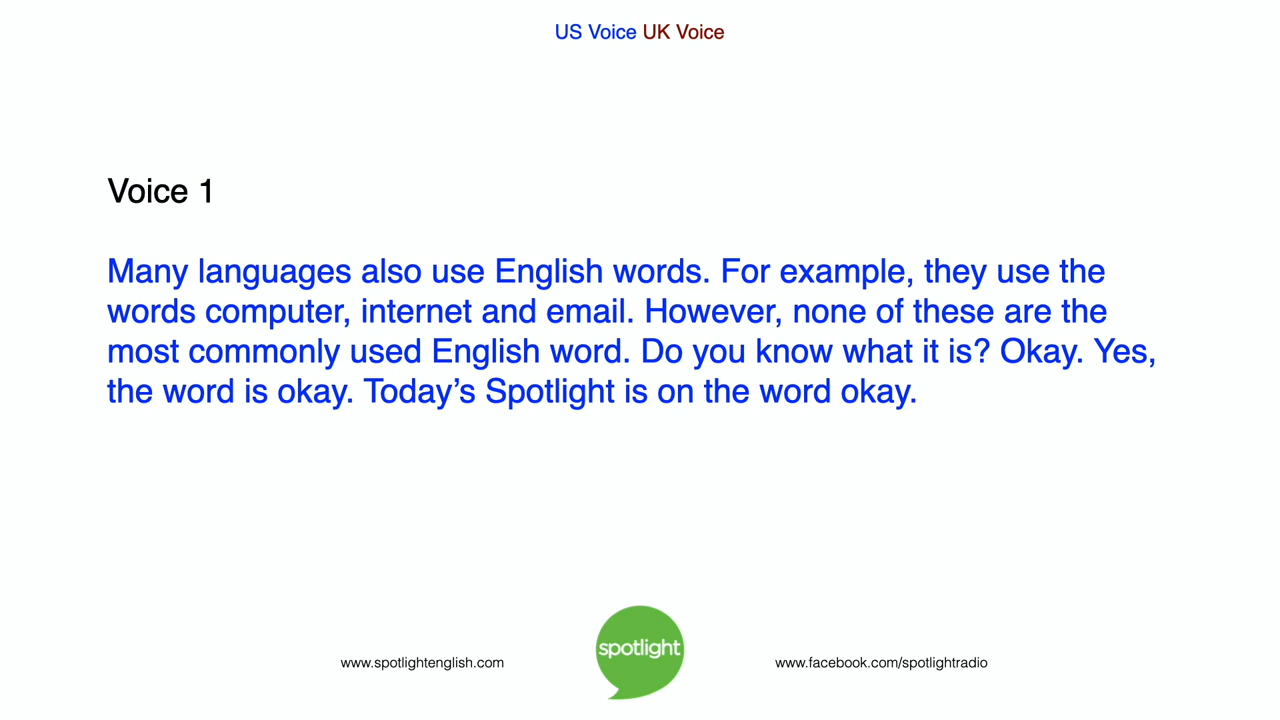 US Voice UK Voice
Voice 1
Many languages also use English words. For example, they use the
words computer, internet and email. However, none of these are the
most commonly used English word. Do you know what it is? Okay. Yes,
the word is okay. Today’s Spotlight is on the word okay.
spotlight
www.spotlightenglish.com
www.facebook.com/spotlightradio